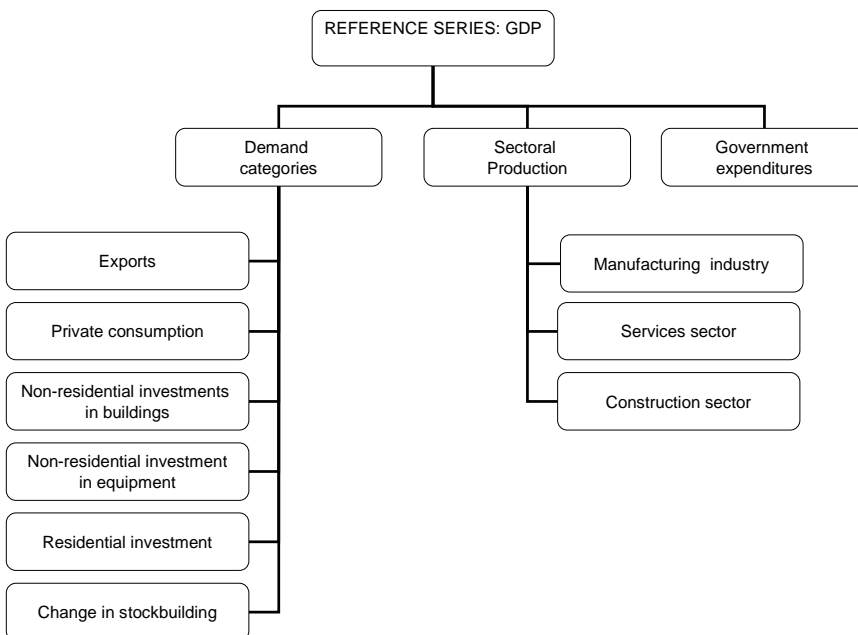 REFERENCE SERIES: GDP
Demand
categories
Sectoral
Production
Government
expenditures
Exports
Private consumption
Non-residential investments
in buildings
Non-residential investment
in equipment
Residential investment
Change in stockbuilding
Manufacturing industry
Services sector
Construction sector